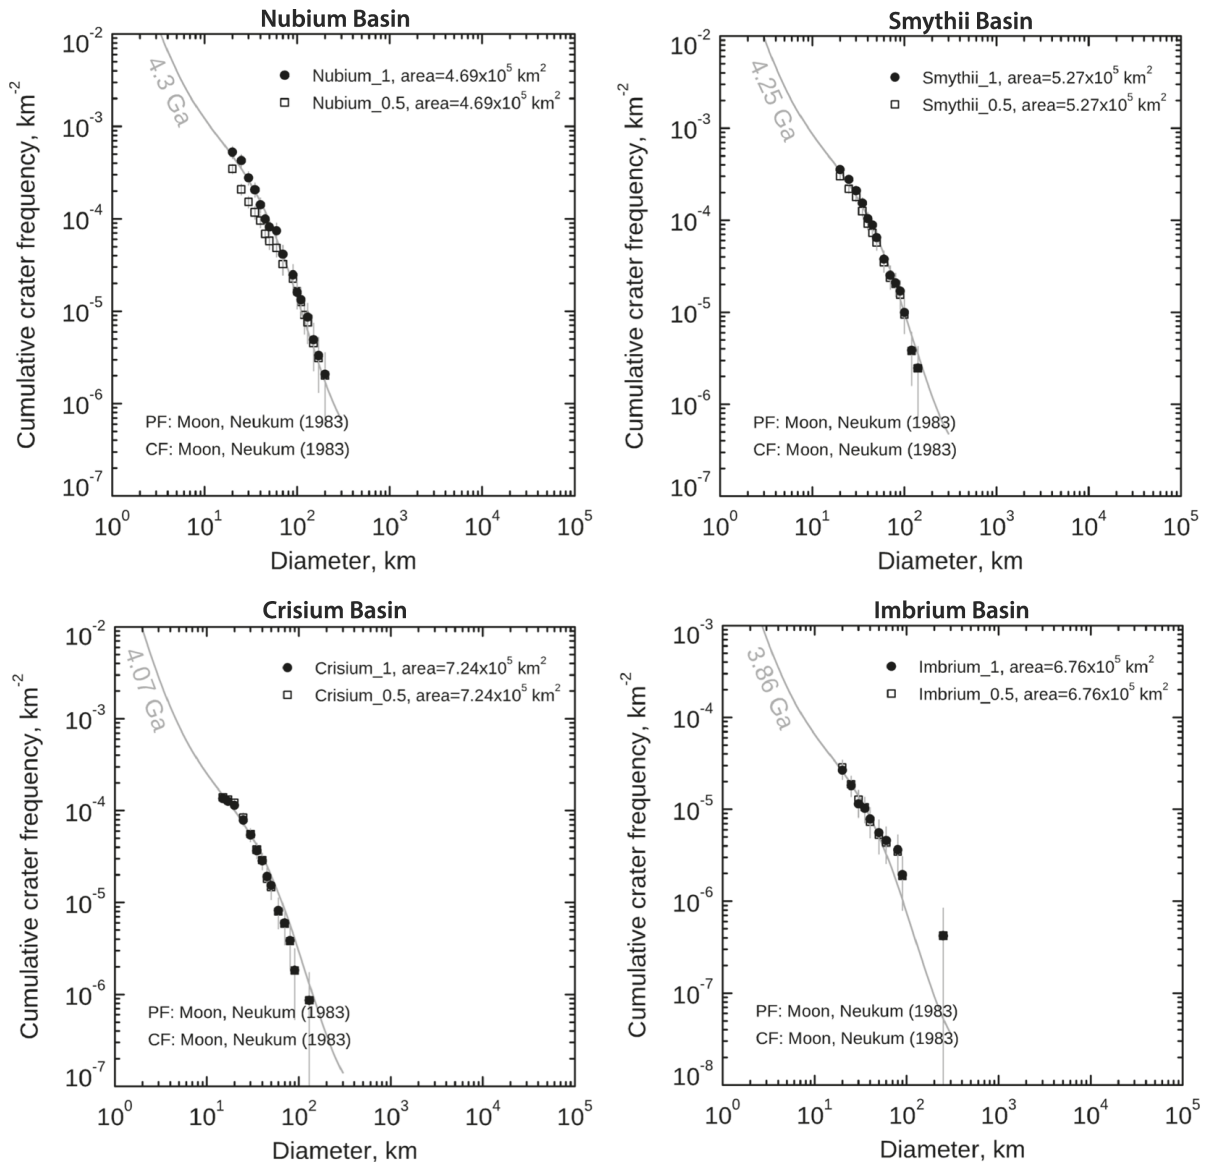 Nubium Basin
10^-2
10^-3
10^-4
10^-5
10^-6
10^-7
Cumulative crater frequency, km^-2
4.3 Ga
Nubium_1, area=4.69x10^5 km^2
Nubium_0.5, area=4.69x10^5 km^2
PF: Moon, Neukum (1983)
CF: Moon, Neukum (1983)
10^0 10^1 10^2 10^3 10^4 10^5
Diameter, km
Smythii Basin
10^-2
10^-3
10^-4
10^-5
10^-6
10^-7
Cumulative crater frequency, km^-2
4.25 Ga
Smythii_1, area=5.27x10^5 km^2
Smythii_0.5, area=5.27x10^5 km^2
PF: Moon, Neukum (1983)
CF: Moon, Neukum (1983)
10^0 10^1 10^2 10^3 10^4 10^5
Diameter, km
Crisium Basin
10^-2
10^-3
10^-4
10^-5
10^-6
10^-7
Cumulative crater frequency, km^-2
4.07 Ga
Crisium_1, area=7.24x10^5 km^2
Crisium_0.5, area=7.24x10^5 km^2
PF: Moon, Neukum (1983)
CF: Moon, Neukum (1983)
10^0 10^1 10^2 10^3 10^4 10^5
Diameter, km
Imbrium Basin
10^-3
10^-4
10^-5
10^-6
10^-7
10^-8
Cumulative crater frequency, km^-2
3.86 Ga
Imbrium_1, area=6.76x10^5 km^2
Imbrium_0.5, area=6.76x10^5 km^2
PF: Moon, Neukum (1983)
CF: Moon, Neukum (1983)
10^0 10^1 10^2 10^3 10^4 10^5
Diameter, km